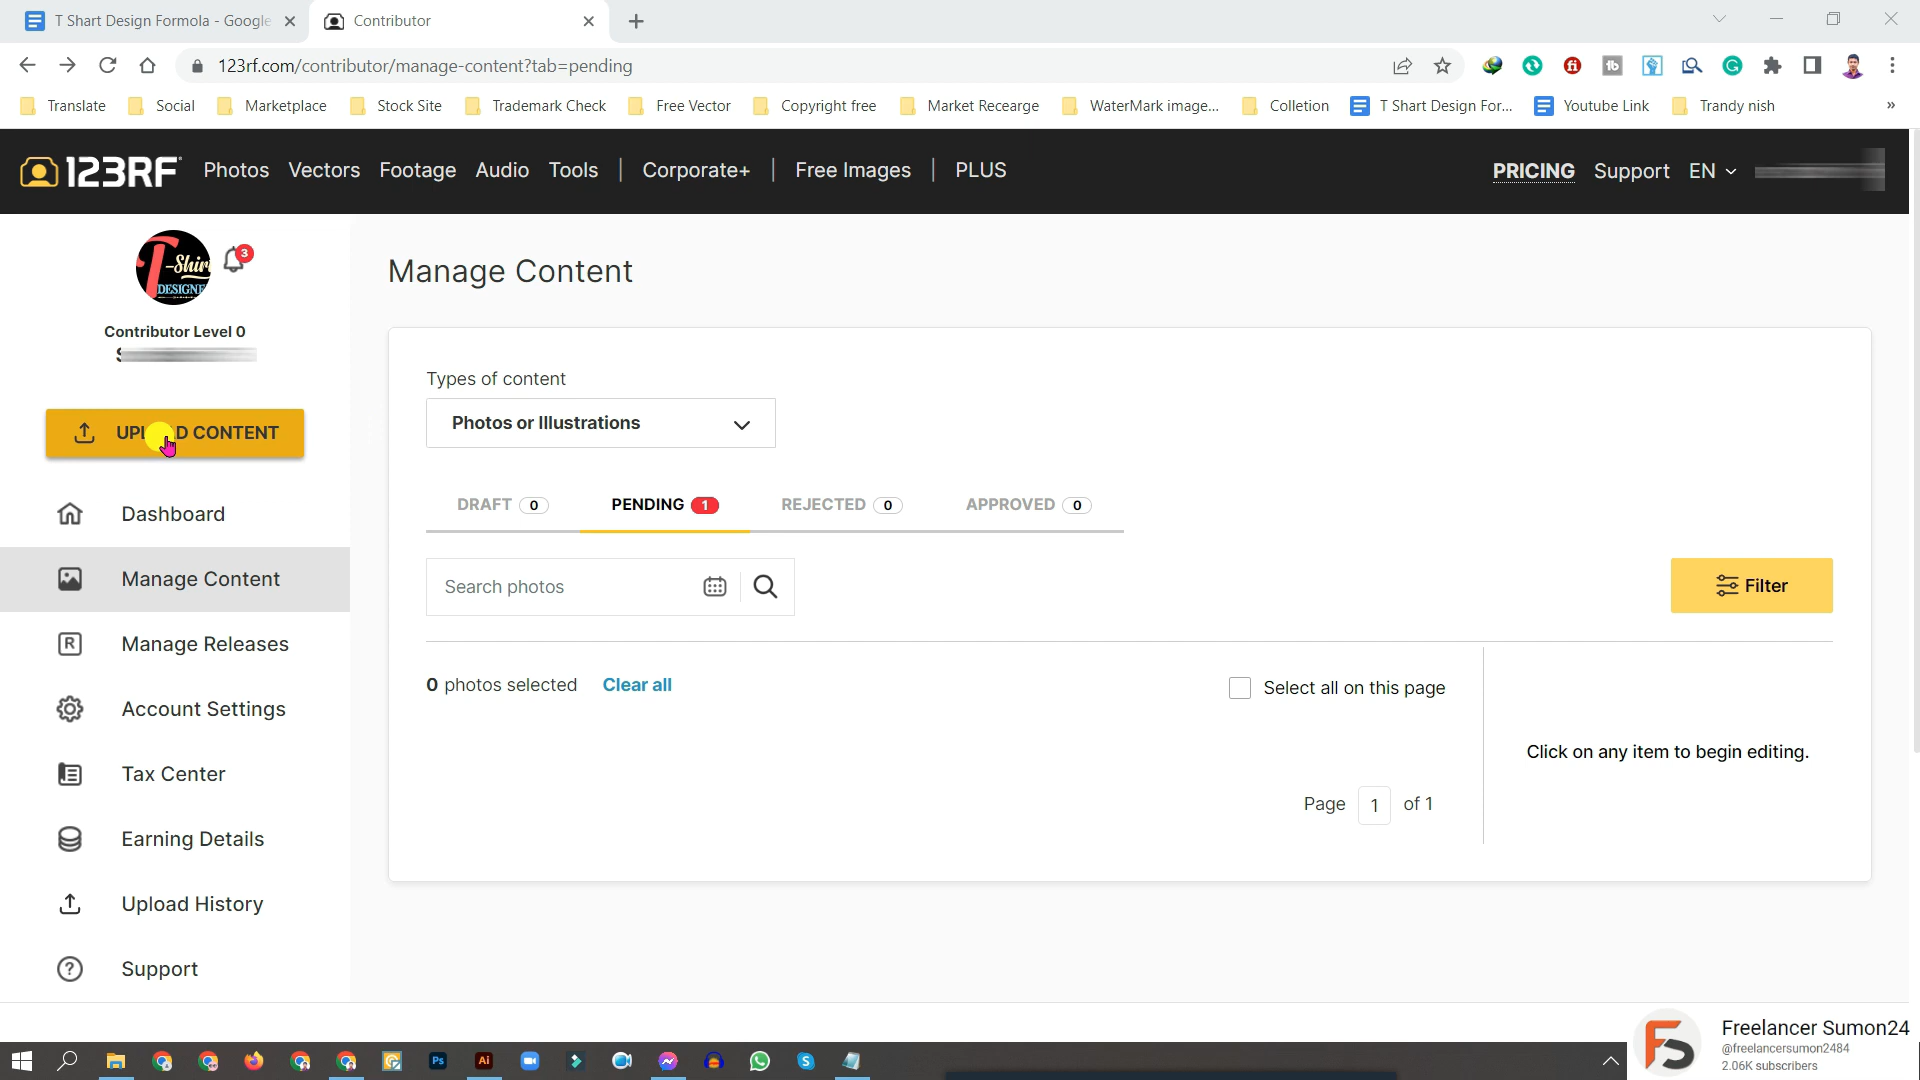 T Shart Design Formola - Google
Contributor
123rf.com/contributor/manage-content?tab=pending
Translate
Social
Marketplace
Stock Site
Trademark Check
Free Vector
Copyright free
Market Recearge
WaterMark image...
Colletion
T Shart Design For...
Youtube Link
Trandy nish
»
123RF
Photos
Vectors
Footage
Audio
Tools
Corporate+
Free Images
PLUS
PRICING
Support
EN
T-Shirt
DESIGNE
3
Contributor Level 0
UPL D CONTENT
Dashboard
Manage Content
Manage Releases
Account Settings
Tax Center
Earning Details
Upload History
Support
Manage Content
Types of content
Photos or Illustrations
DRAFT 0
PENDING 1
REJECTED 0
APPROVED 0
Search photos
Filter
0 photos selected
Clear all
Select all on this page
Click on any item to begin editing.
Page 1 of 1
Freelancer Sumon24
@freelancersumon2484
2.06K subscribers